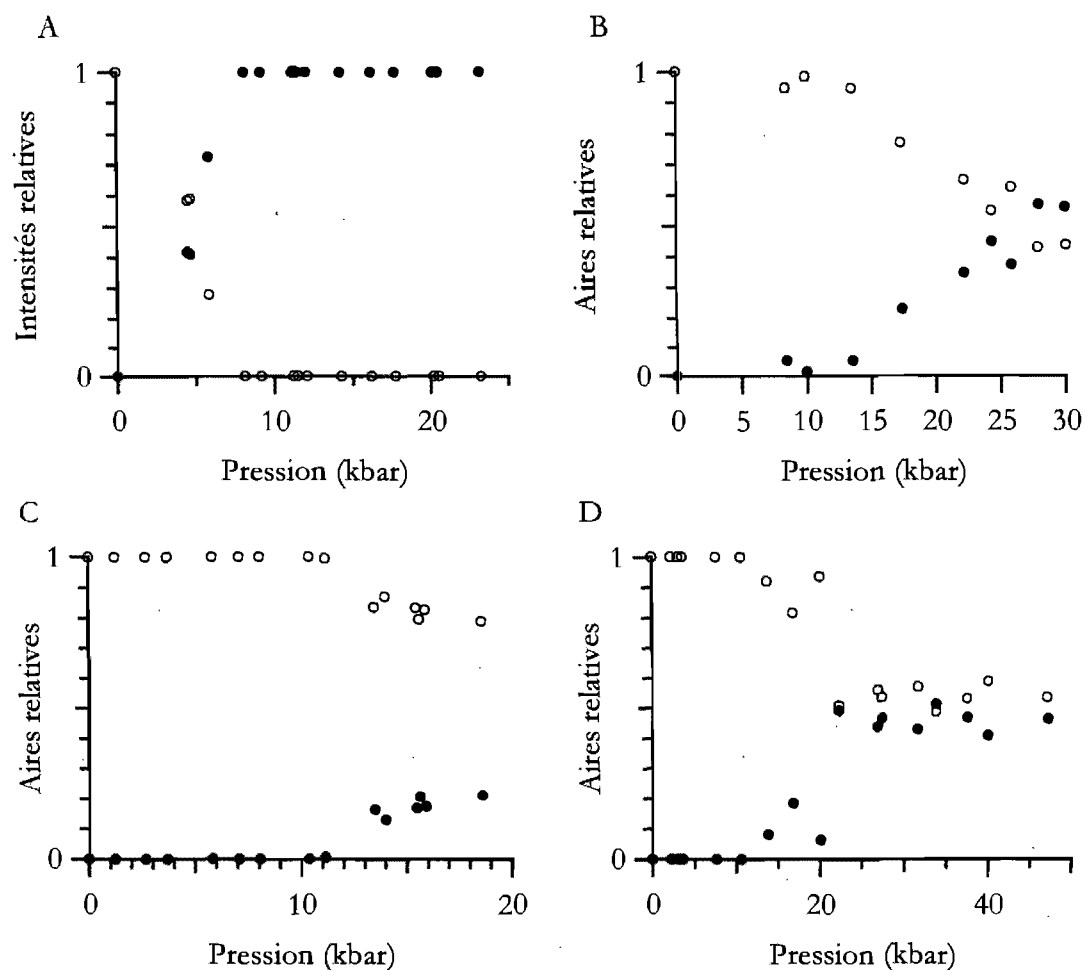 A
B
1
0
Intensités relatives
0 10 20
Pression (kbar)
1
0
Aires relatives
0 5 10 15 20 25 30
Pression (kbar)
C
D
1
0
Aires relatives
0 10 20
Pression (kbar)
1
0
Aires relatives
0 20 40
Pression (kbar)